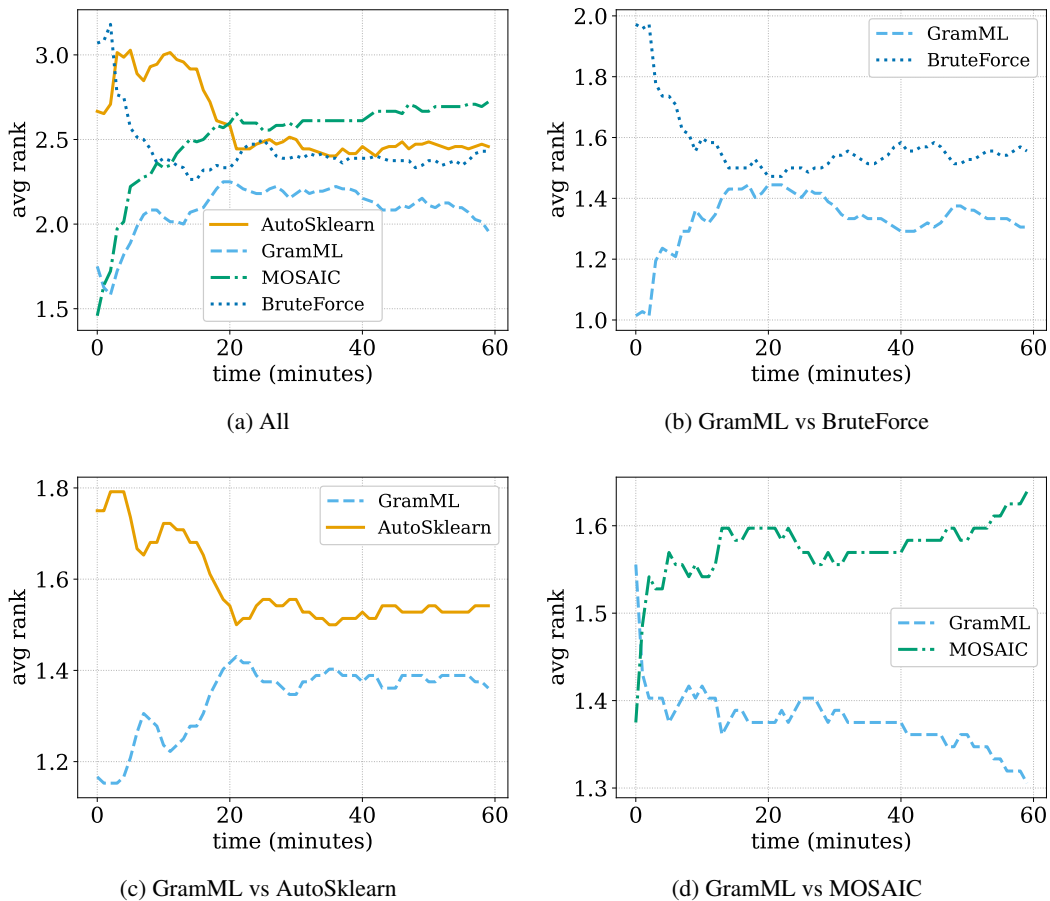 avg rank
3.0
2.5
2.0
1.5
AutoSklearn
GramML
MOSAIC
BruteForce
0 20 40 60
time (minutes)
(a) All
avg rank
2.0
1.8
1.6
1.4
1.2
1.0
GramML
BruteForce
0 20 40 60
time (minutes)
(b) GramML vs BruteForce
avg rank
1.8
1.6
1.4
1.2
GramML
AutoSklearn
0 20 40 60
time (minutes)
(c) GramML vs AutoSklearn
avg rank
1.6
1.5
1.4
1.3
GramML
MOSAIC
0 20 40 60
time (minutes)
(d) GramML vs MOSAIC